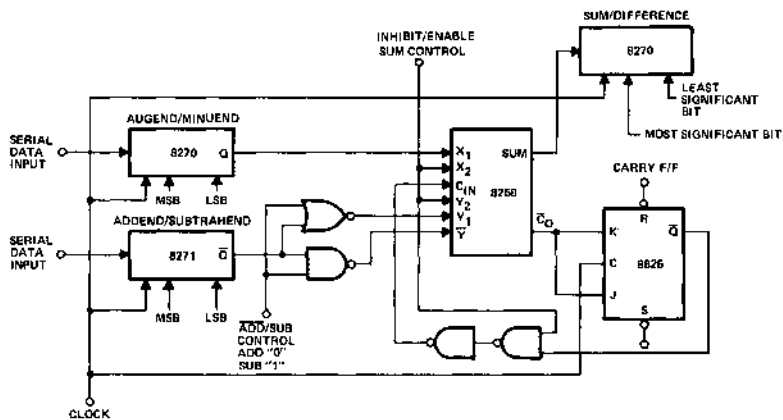 SUM/DIFFERENCE
8270
INHIBIT/ENABLE
SUM CONTROL
LEAST
SIGNIFICANT
BIT
MOST SIGNIFICANT BIT
AUGEND/MINUEND
SERIAL
DATA
INPUT
8270
Q
MSB
LSB
X1
X2
CIN
Y2
Y1
Y̅
SUM
8268
C̅O
CARRY F/F
R
K
Q̅
C
8826
J
S
ADDEND/SUBTRAHEND
SERIAL
DATA
INPUT
8271
Q̅
MSB
LSB
A̅D̅D̅/SUB
CONTROL
ADD "0"
SUB "1"
CLOCK